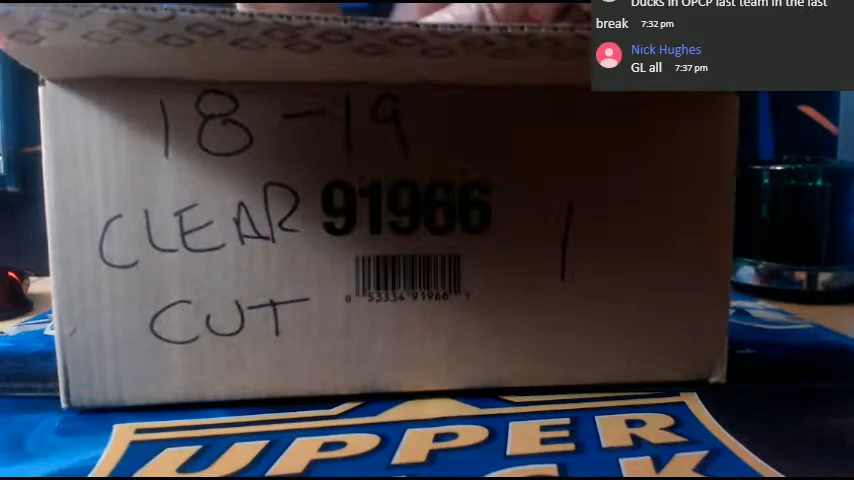 Ducks in OPCP last team in the last
break 7:32 pm
Nick Hughes
GL all 7:37 pm
18-19
CLEAR 91966 1
0 53334 91966
CUT
UPPER